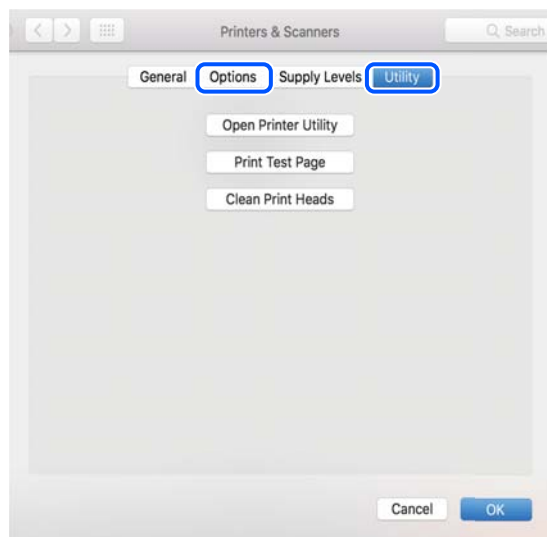 Printers & Scanners Search
General Options Supply Levels Utility
Open Printer Utility
Print Test Page
Clean Print Heads
Cancel OK